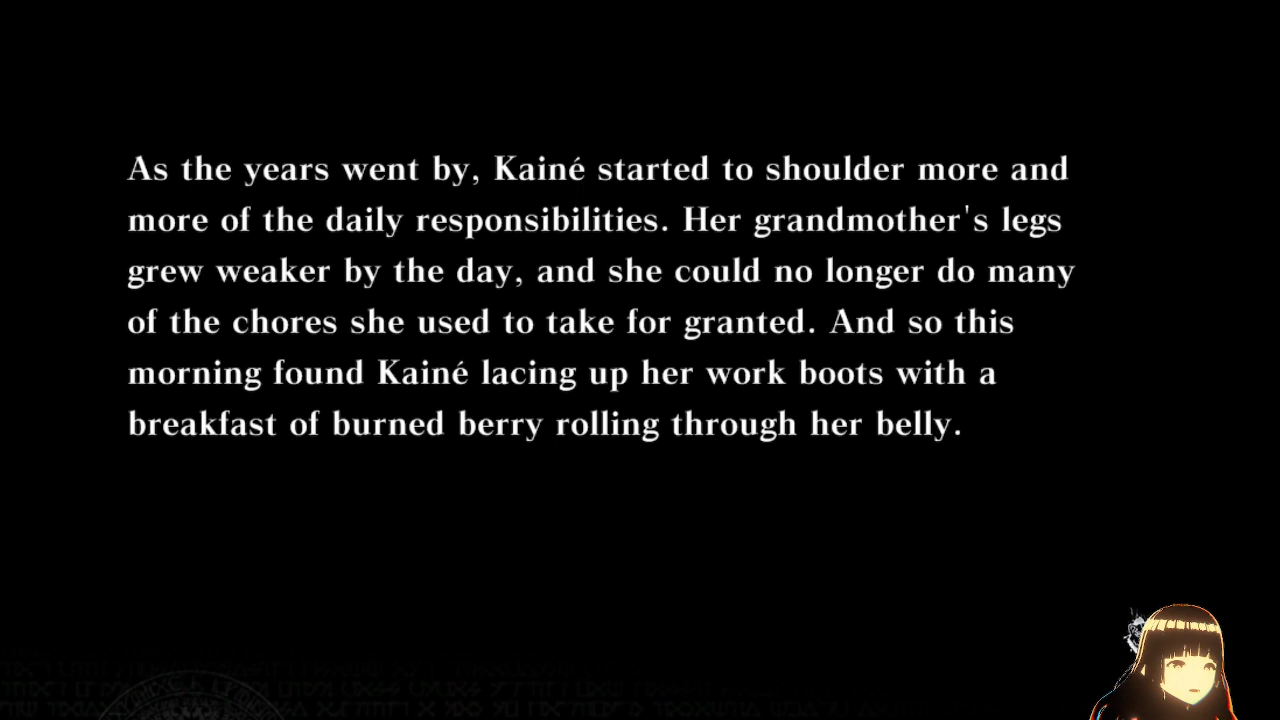 As the years went by, Kainé started to shoulder more and
more of the daily responsibilities. Her grandmother's legs
grew weaker by the day, and she could no longer do many
of the chores she used to take for granted. And so this
morning found Kainé lacing up her work boots with a
breakfast of burned berry rolling through her belly.